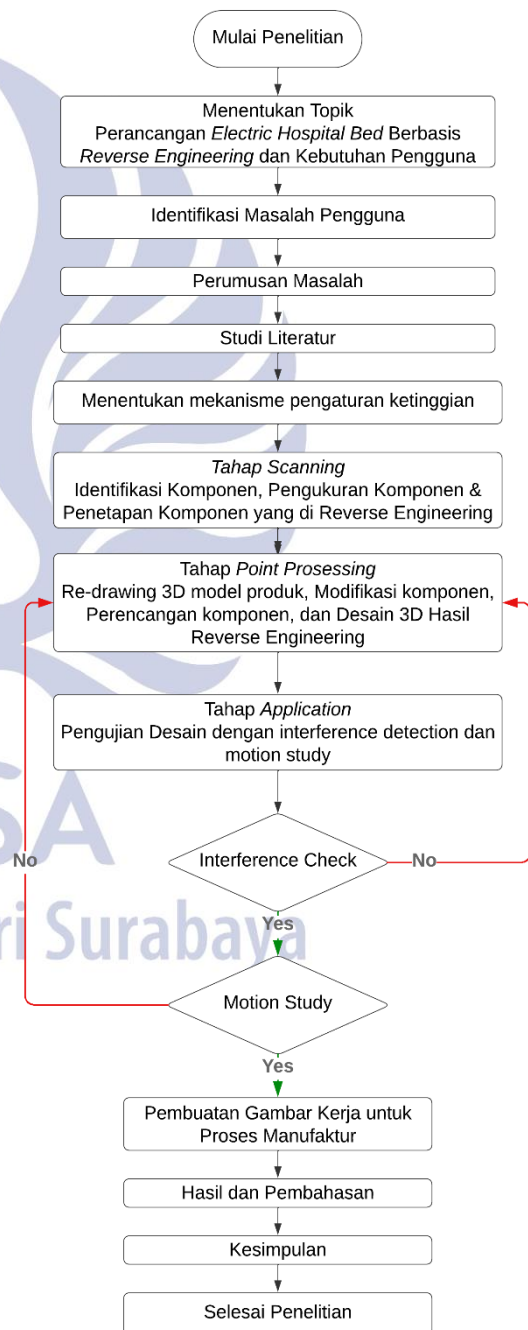 Mulai Penelitian
Menentukan Topik
Perancangan Electric Hospital Bed Berbasis
Reverse Engineering dan Kebutuhan Pengguna
Identifikasi Masalah Pengguna
Perumusan Masalah
Studi Literatur
Menentukan mekanisme pengaturan ketinggian
Tahap Scanning
Identifikasi Komponen, Pengukuran Komponen &
Penetapan Komponen yang di Reverse Engineering
Tahap Point Prosessing
Re-drawing 3D model produk, Modifikasi komponen,
Perencangan komponen, dan Desain 3D Hasil
Reverse Engineering
Tahap Application
Pengujian Desain dengan interference detection dan
motion study
SA
No
Interference Check
No
ri Surabaya
Yes
Motion Study
Yes
Pembuatan Gambar Kerja untuk
Proses Manufaktur
Hasil dan Pembahasan
Kesimpulan
Selesai Penelitian